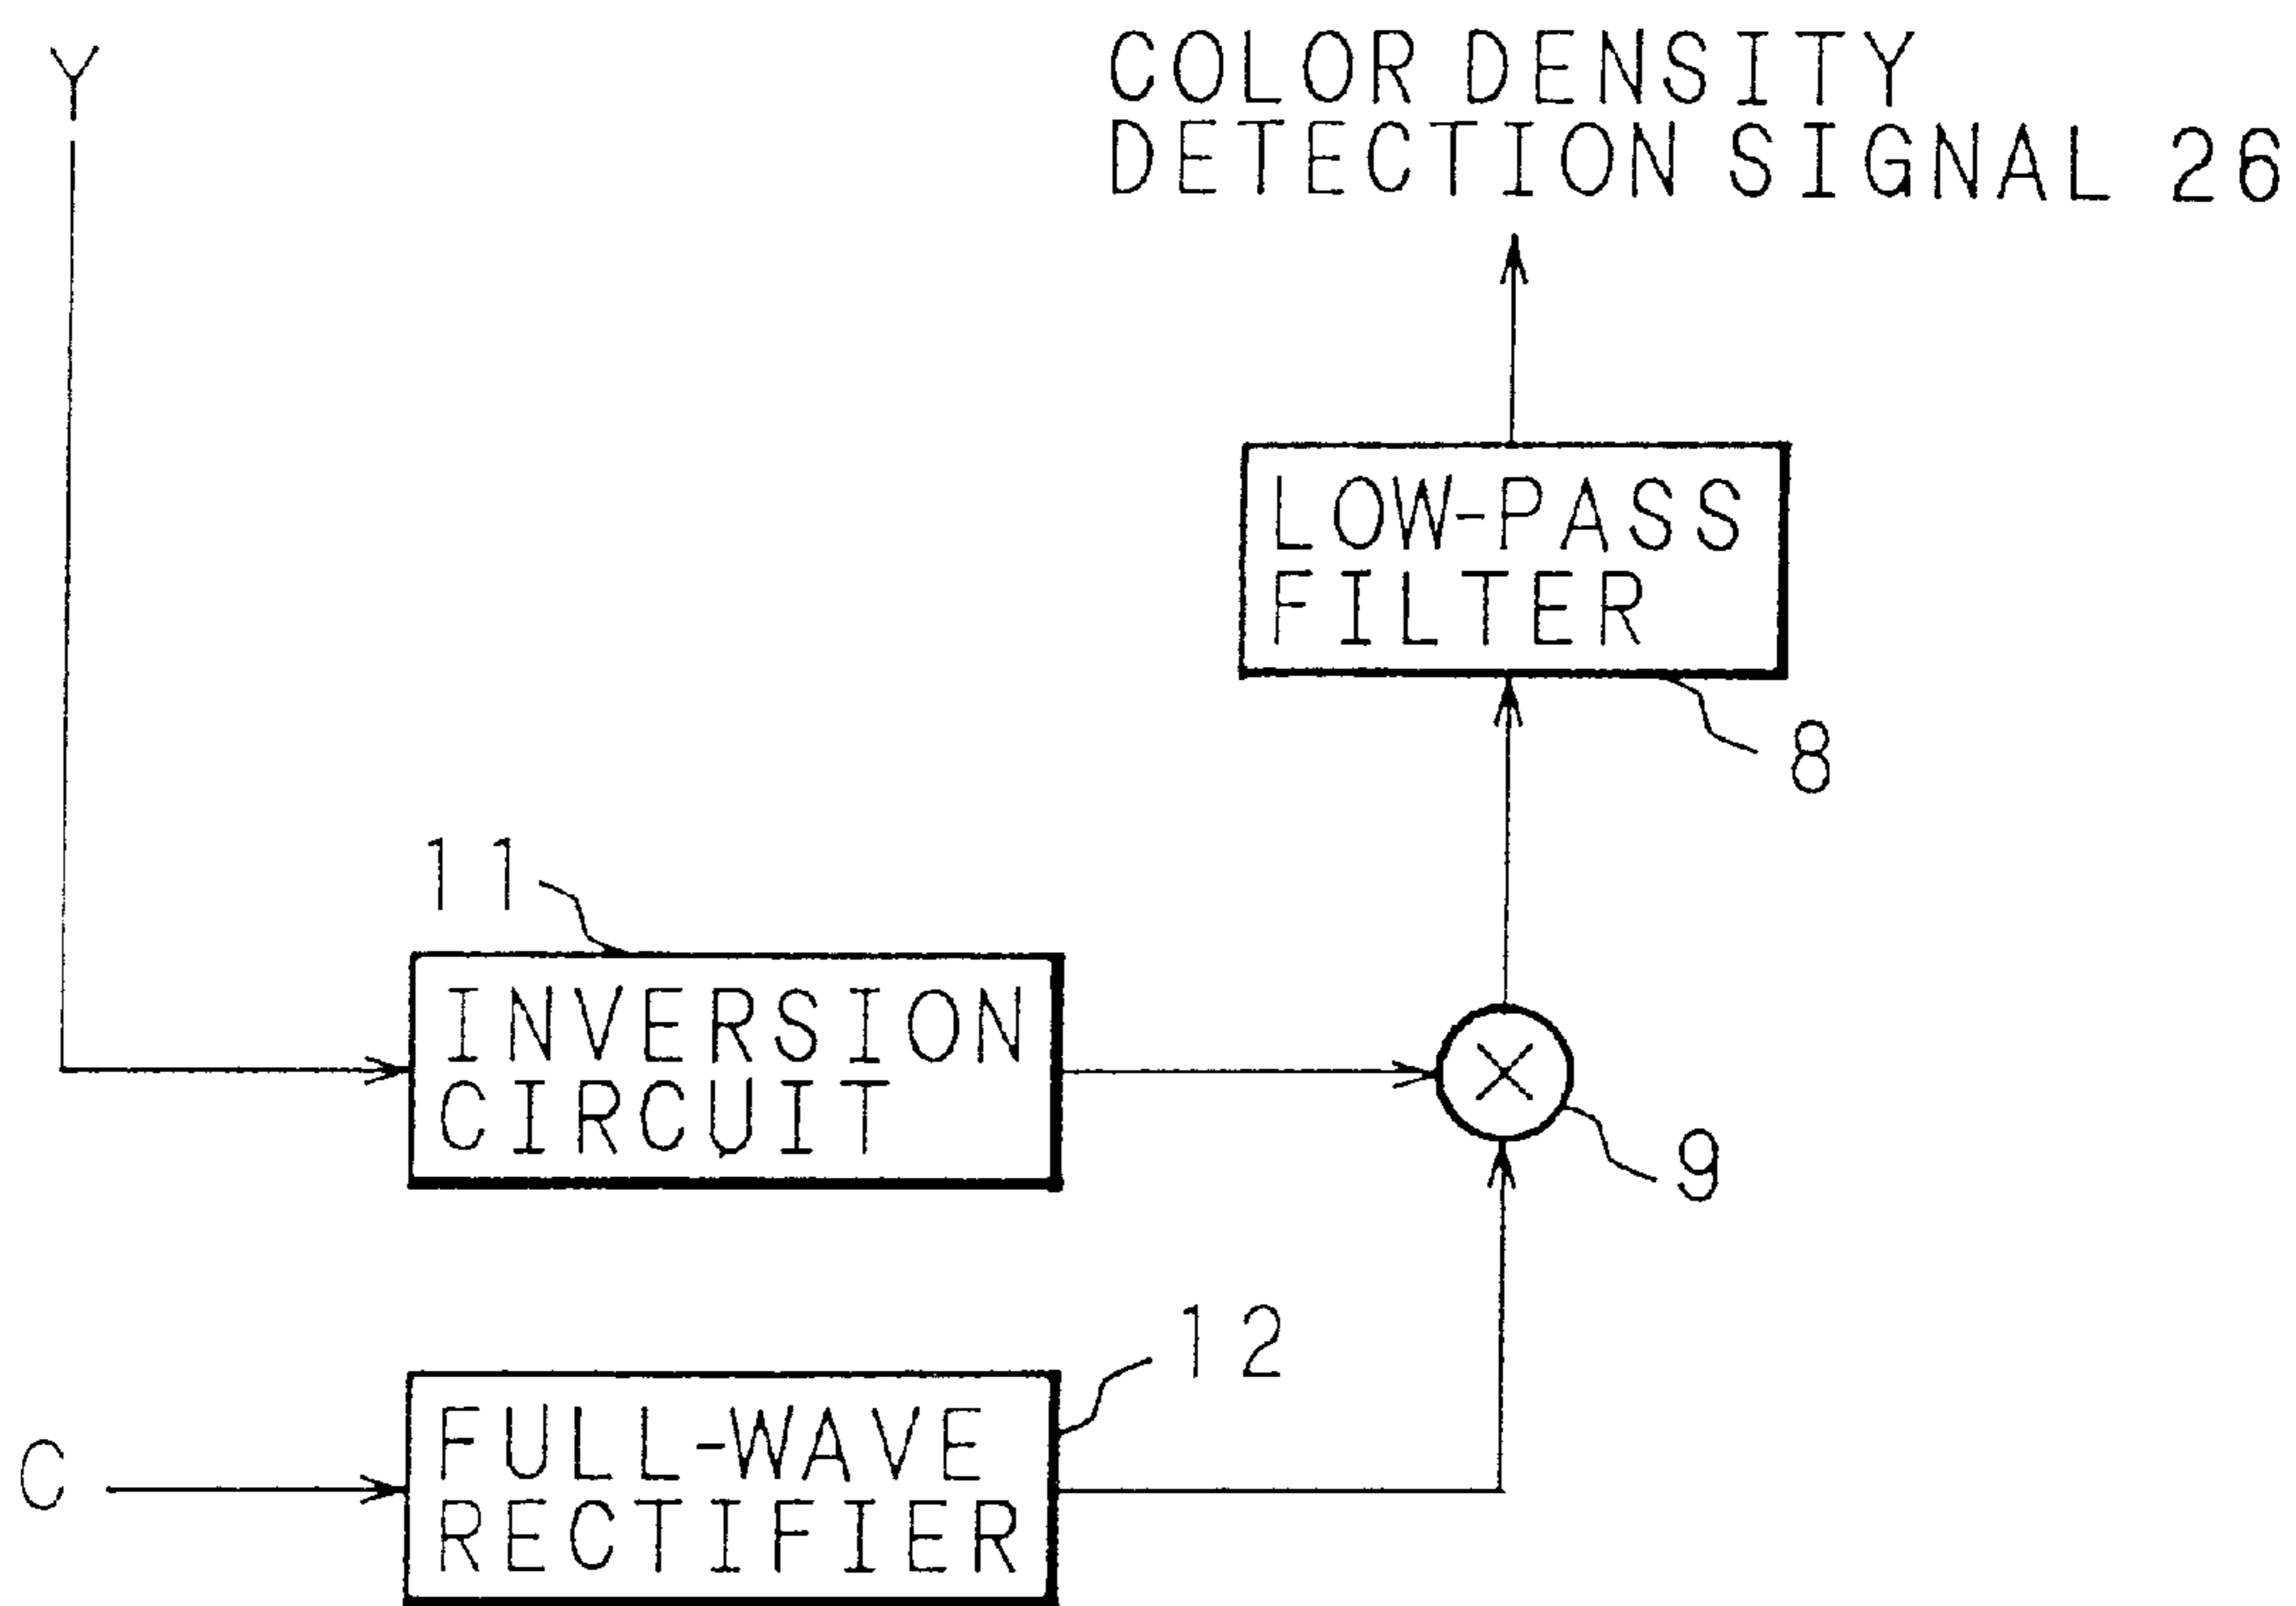 Y
COLOR DENSITY
DETECTION SIGNAL 26
LOW-PASS
FILTER
8
11
INVERSION
CIRCUIT
9
12
C
FULL-WAVE
RECTIFIER